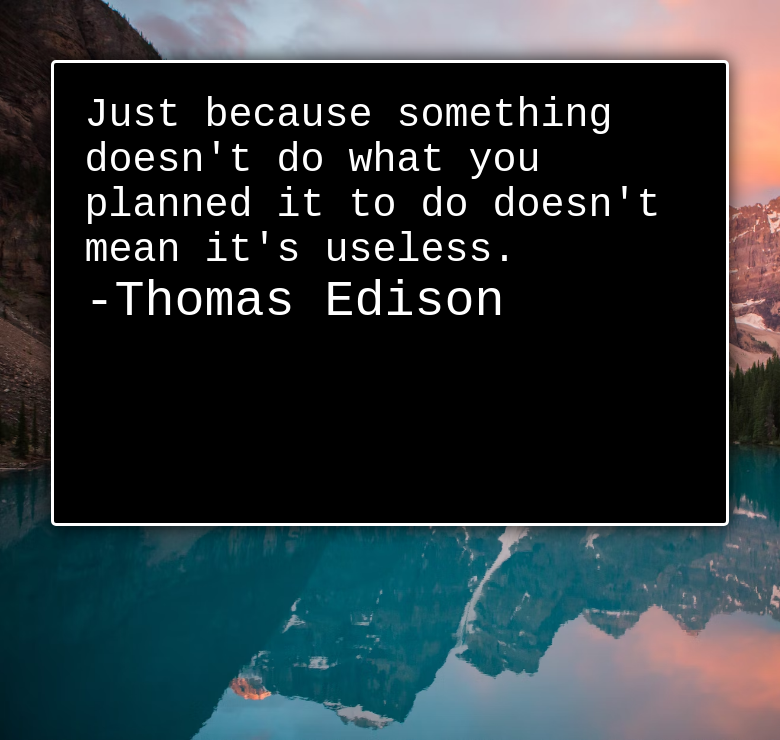 Just because something
doesn't do what you
planned it to do doesn't
mean it's useless.
-Thomas Edison